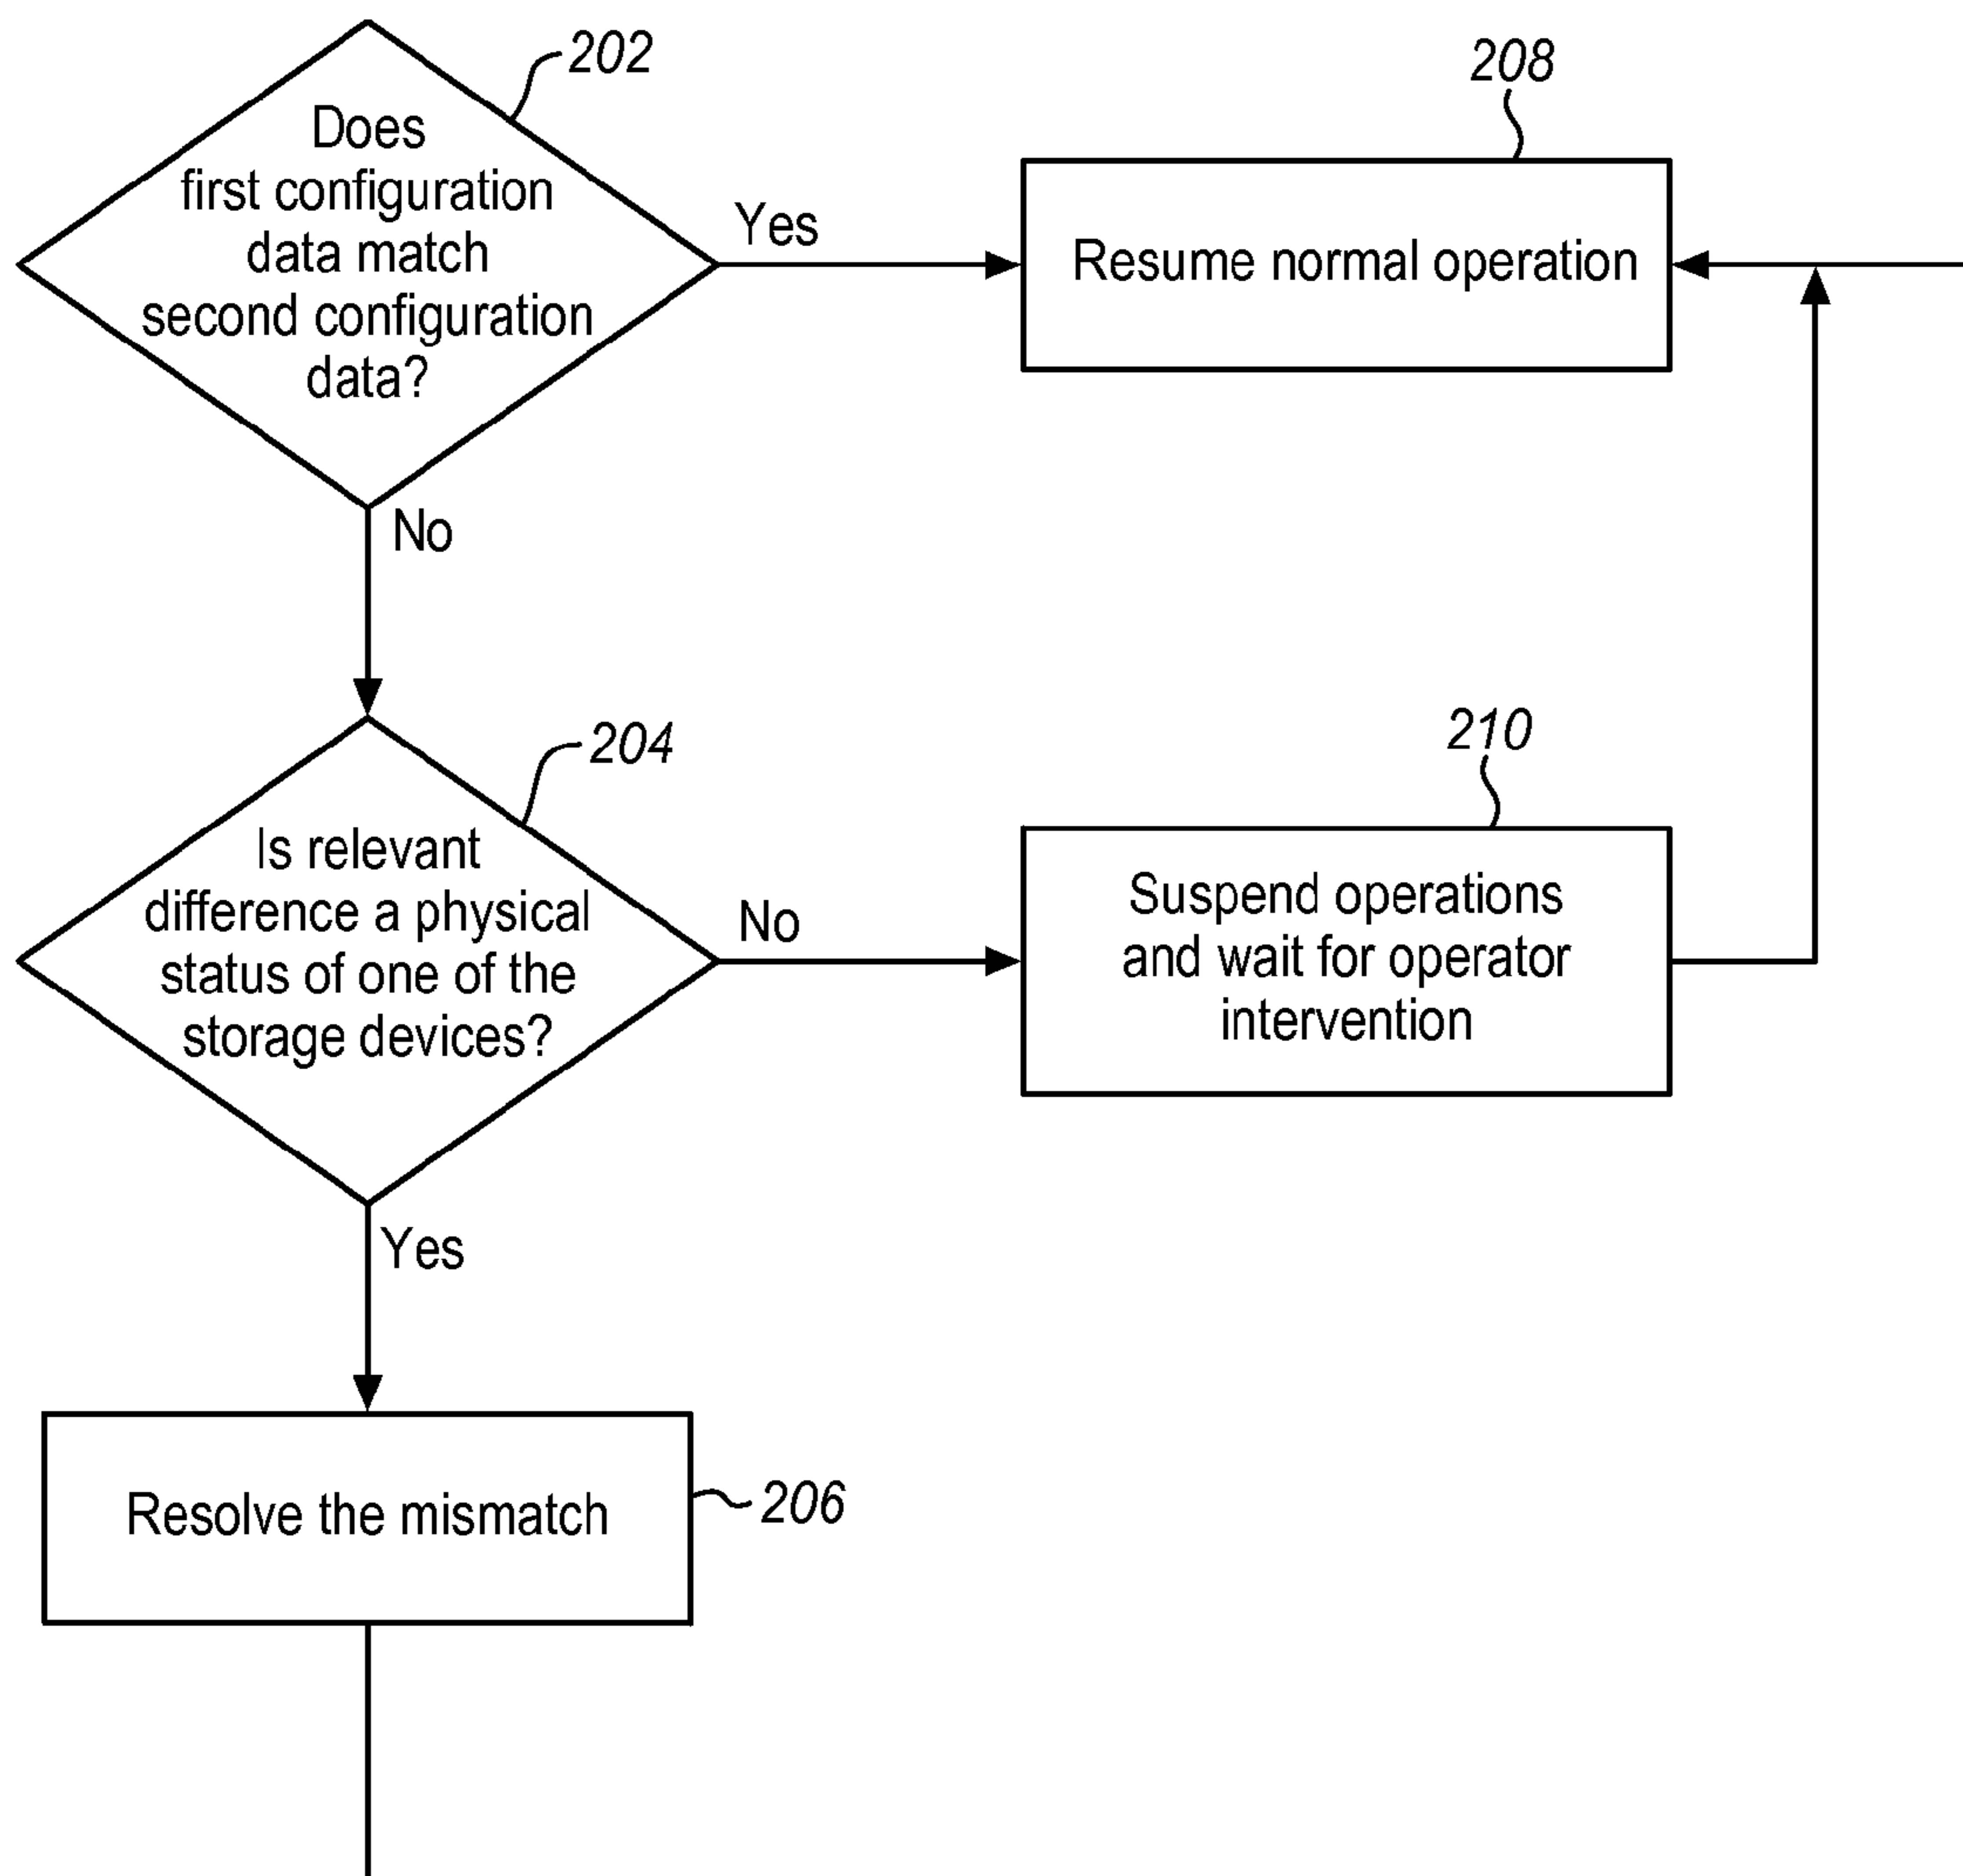 202
Does
first configuration
data match
second configuration
data?
Yes
No
208
Resume normal operation
204
Is relevant
difference a physical
status of one of the
storage devices?
No
Yes
210
Suspend operations
and wait for operator
intervention
Resolve the mismatch
206